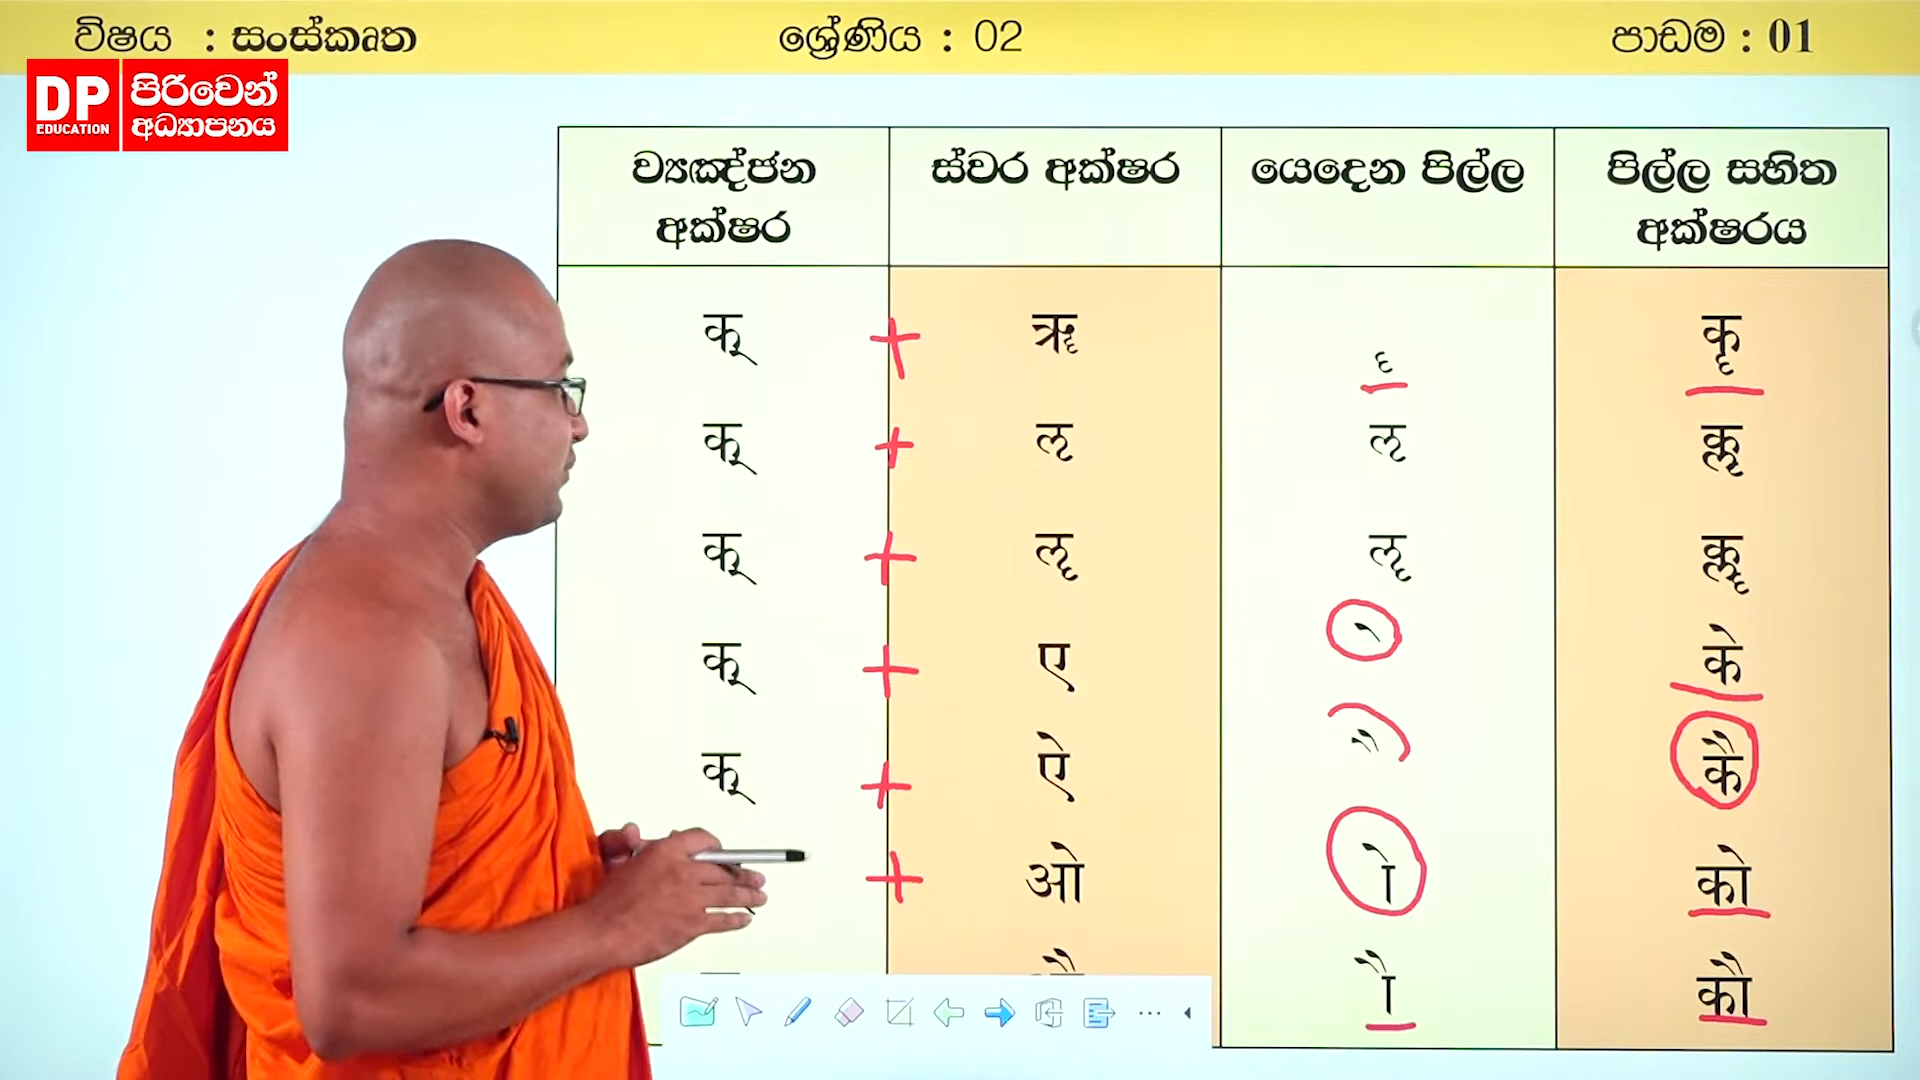 විෂය : සංස්කෘත ශ්‍රේණිය : 02 පාඩම : 01
DP EDUCATION
පිරිවෙන් අධ්‍යාපනය
ව්‍යඤ්ජන අක්ෂර ස්වර අක්ෂර යෙදෙන පිල්ල පිල්ල සහිත අක්ෂරය
क् + ॠ ॄ कॄ
क् + ऌ ऌ कॢ
क् + ॡ ॡ कॣ
क् + ए े के
क् + ऐ ै कै
+ ओ ो को
ौ कौ